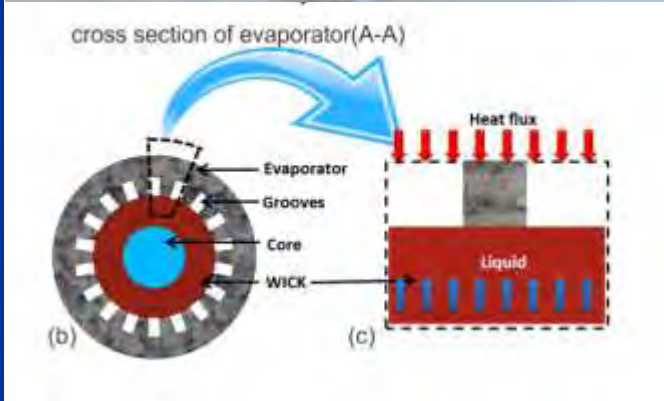 cross section of evaporator(A-A)
Heat flux
Evaporator
Grooves
Core
Liquid
WICK
(b)
(c)